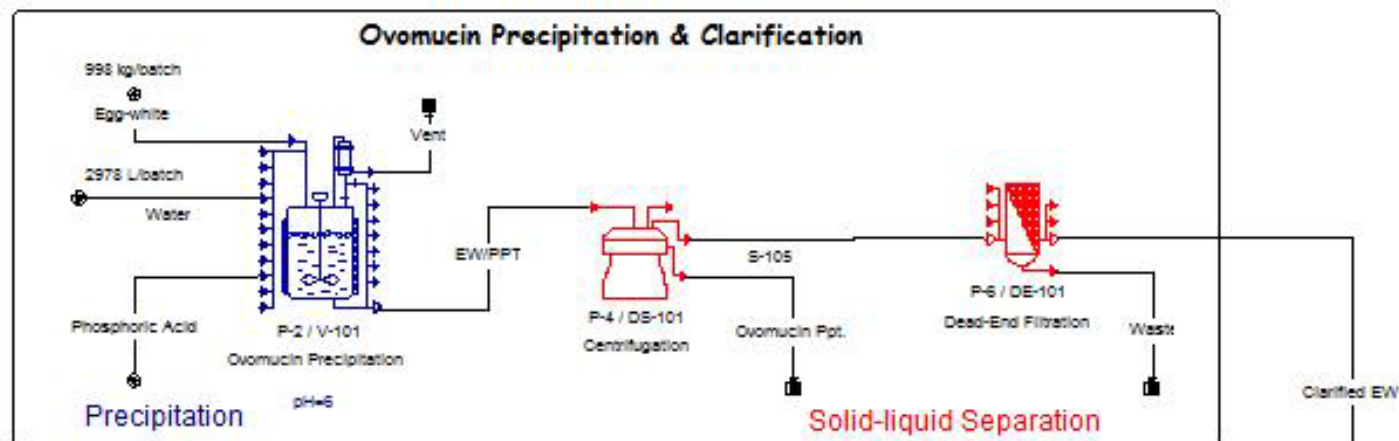 Ovomucin Precipitation & Clarification
998 kg/batch
Egg-white
Vent
2978 L/batch
Water
EW/PPT
S-105
Phosphoric Acid
P-2 / V-101
Ovomucin Precipitation
pH=6
P-4 / DS-101
Centrifugation
Ovomucin Ppt.
P-6 / DE-101
Dead-End Filtration
Waste
Clarified EW
Precipitation
Solid-liquid Separation